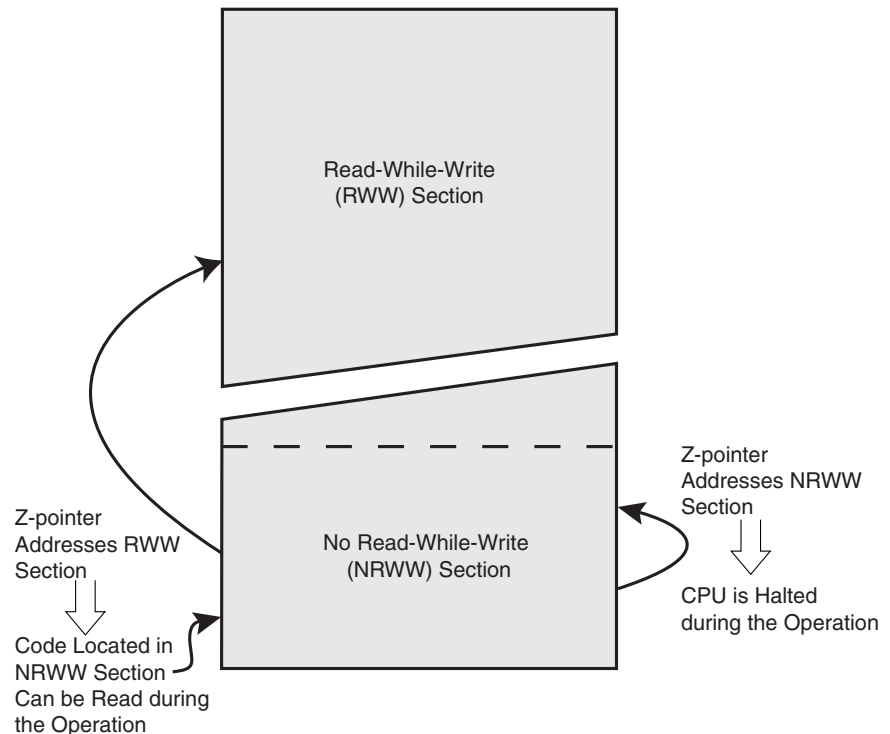 Read-While-Write
(RWW) Section
Z-pointer
Addresses NRWW
Section
Z-pointer
Addresses RWW
Section
No Read-While-Write
(NRWW) Section
CPU is Halted
during the Operation
Code Located in
NRWW Section
Can be Read during
the Operation